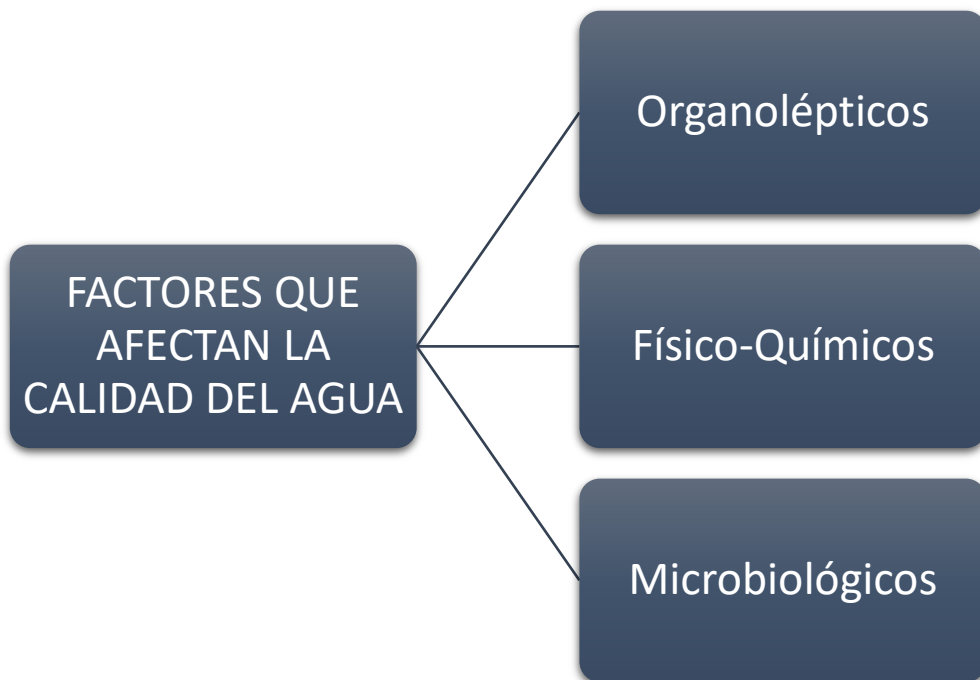 FACTORES QUE
AFECTAN LA
CALIDAD DEL AGUA
Organolépticos
Físico-Químicos
Microbiológicos